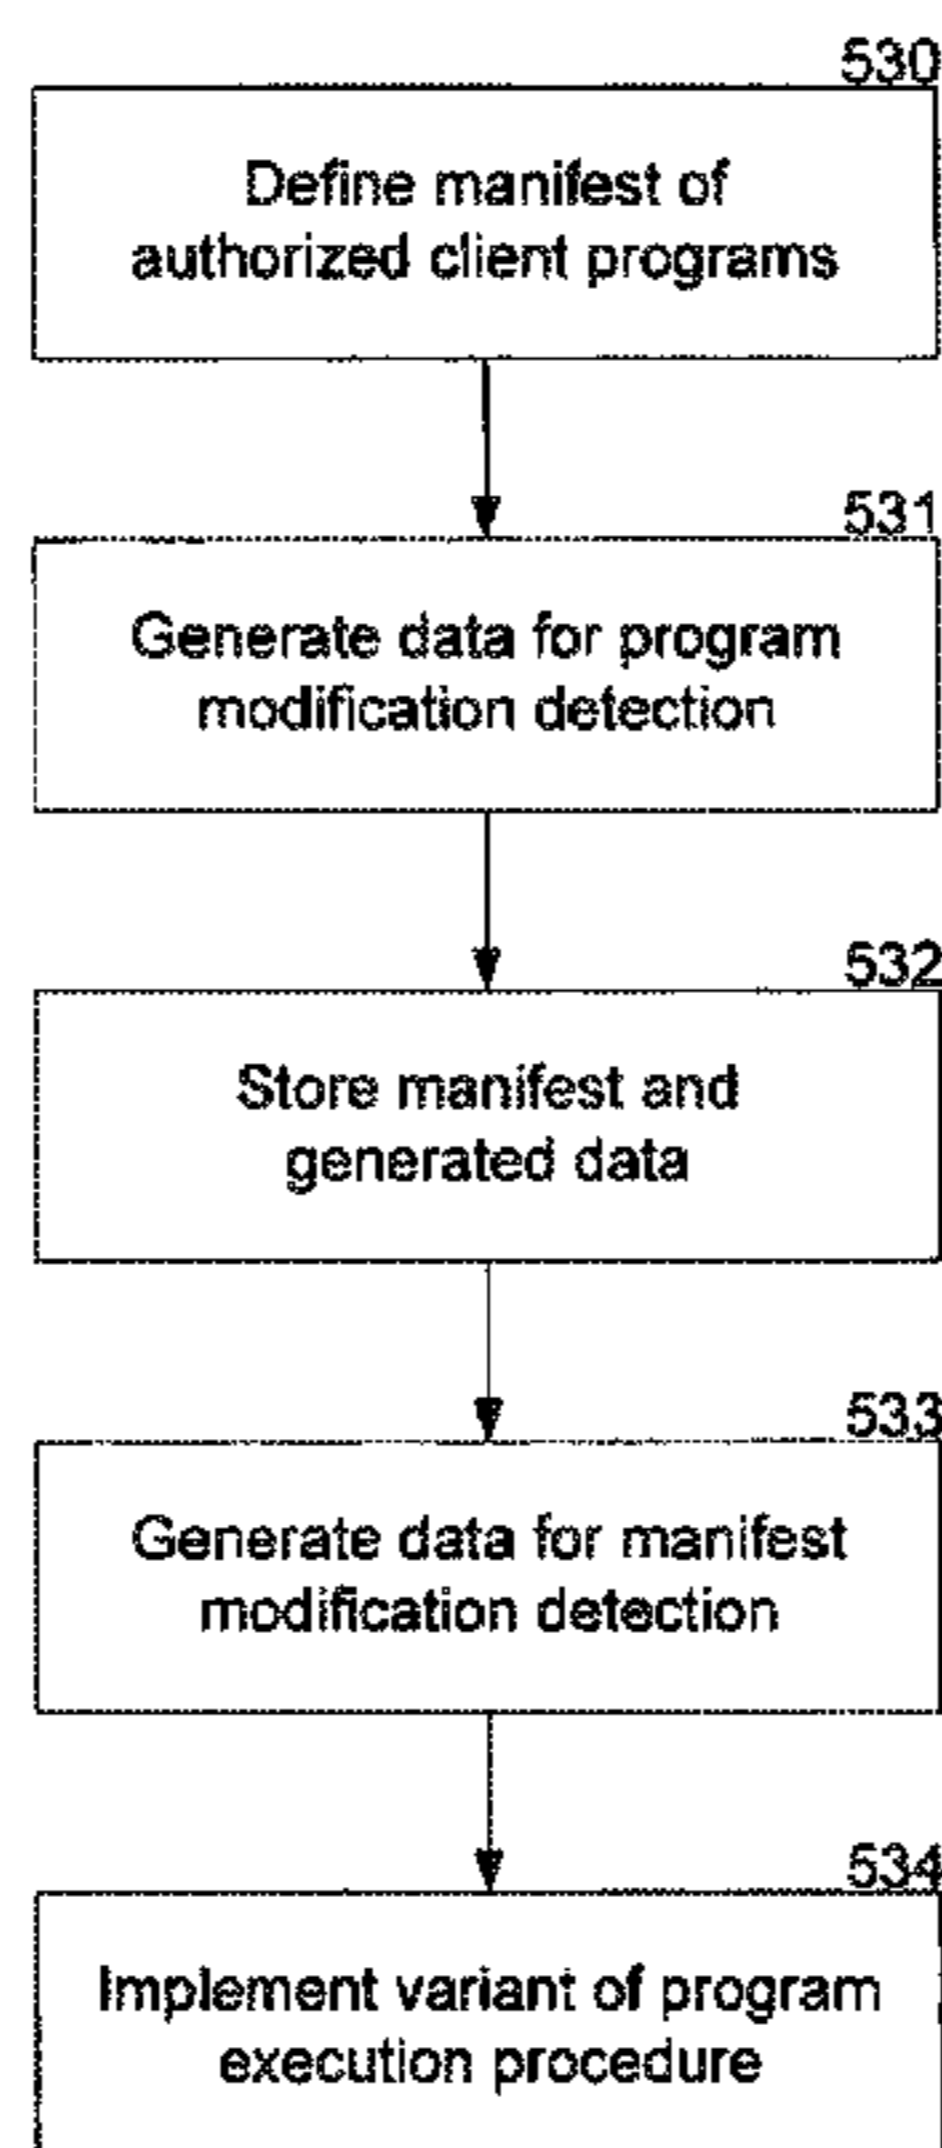 530
Define manifest of
authorized client programs
531
Generate data for program
modification detection
532
Store manifest and
generated data
533
Generate data for manifest
modification detection
534
Implement variant of program
execution procedure